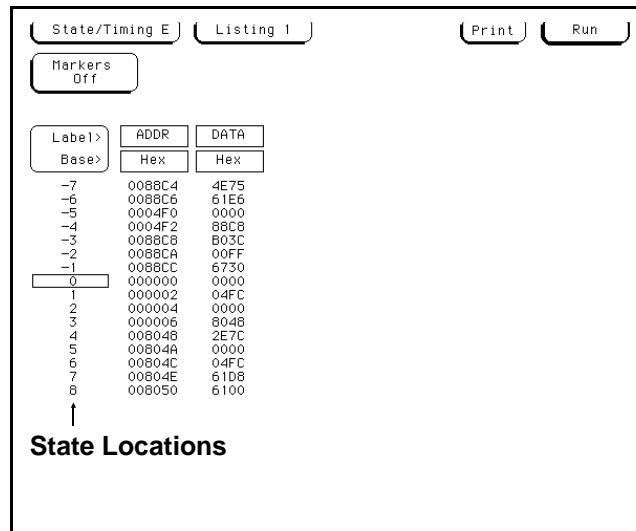 State/Timing E Listing 1 Print Run
Markers
Off
Label> ADDR DATA
Base> Hex Hex
-7 0088C4 4E75
-6 0088C6 61E6
-5 0004F0 0000
-4 0004F2 88C8
-3 0088C8 B03C
-2 0088CA 00FF
-1 0088CC 6730
0 000000 0000
1 000002 04FC
2 000004 0000
3 000006 8048
4 008048 2E7C
5 00804A 0000
6 00804C 04FC
7 00804E 61D8
8 008050 6100
State Locations